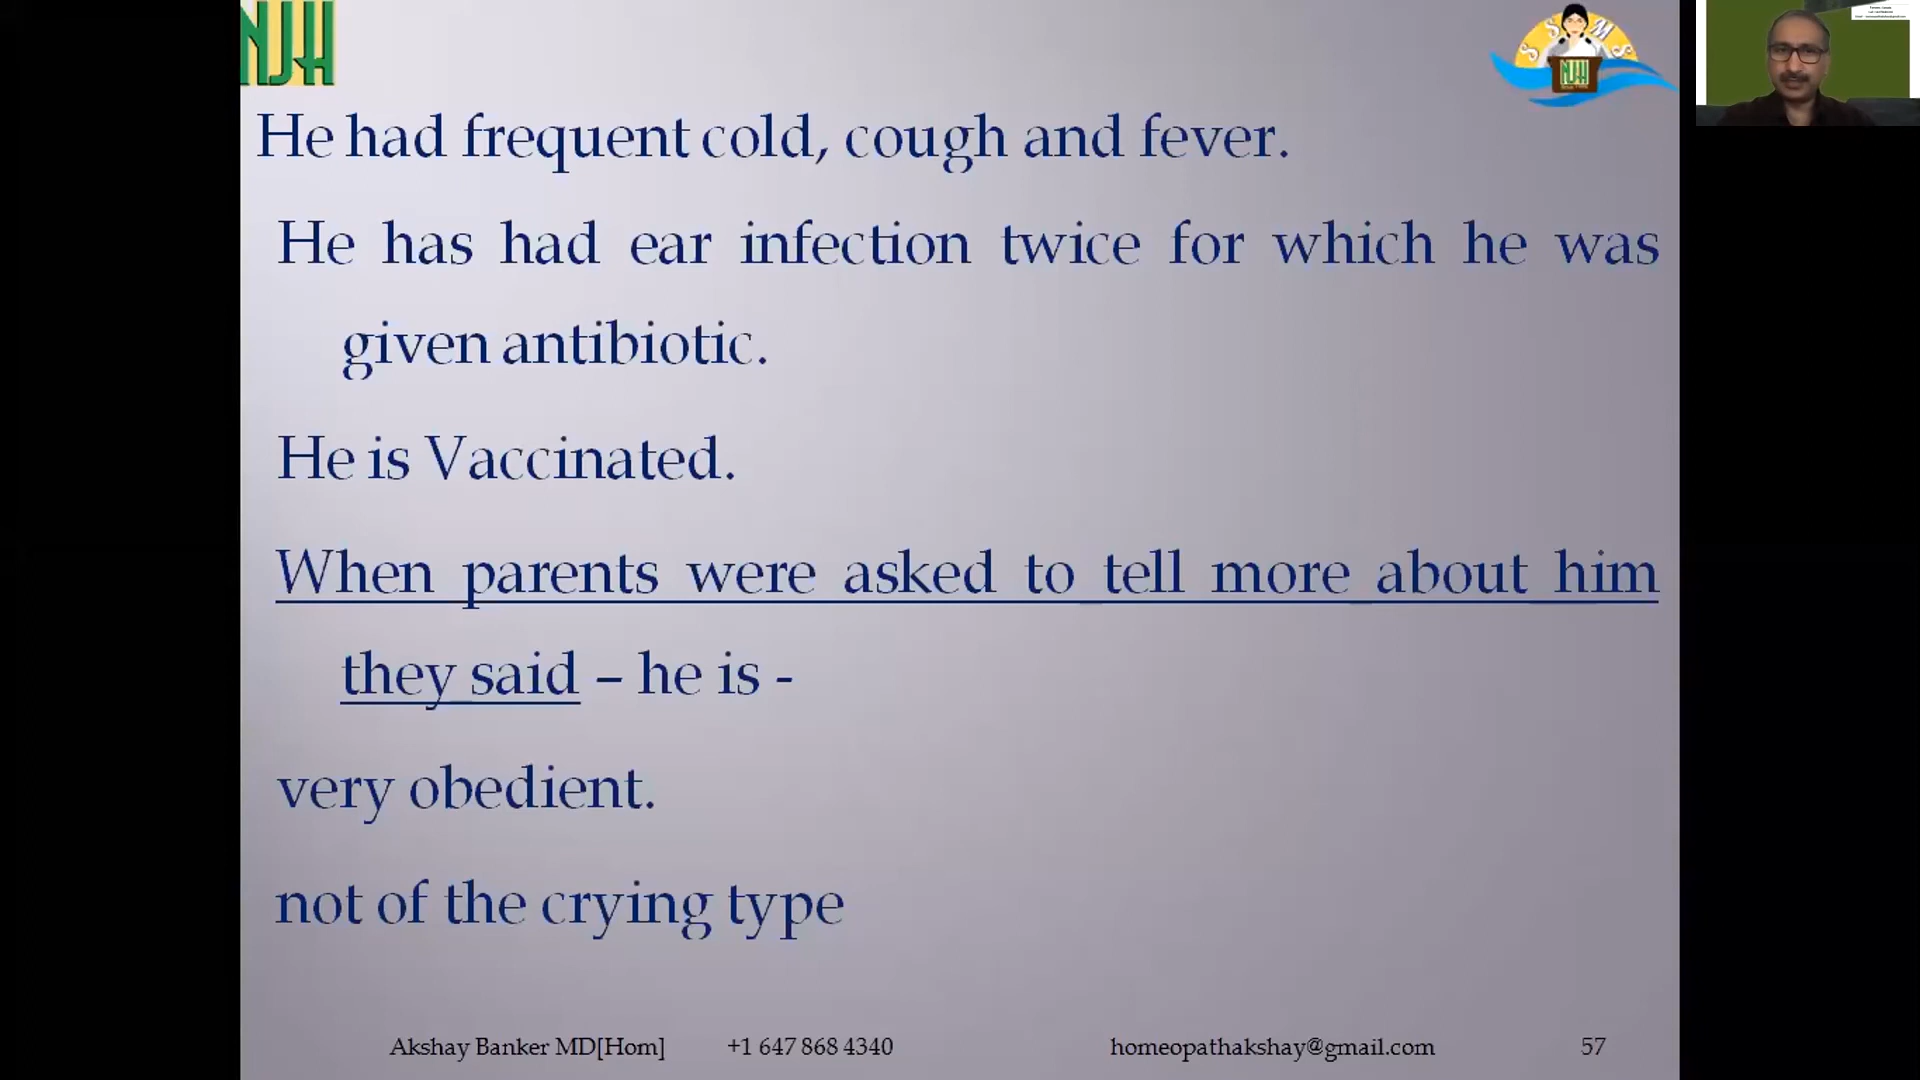 NJH
S S M S
NJH
He had frequent cold, cough and fever.
He has had ear infection twice for which he was
given antibiotic.
He is Vaccinated.
When parents were asked to tell more about him
they said – he is -
very obedient.
not of the crying type
Akshay Banker MD[Hom] +1 647 868 4340 homeopathakshay@gmail.com 57